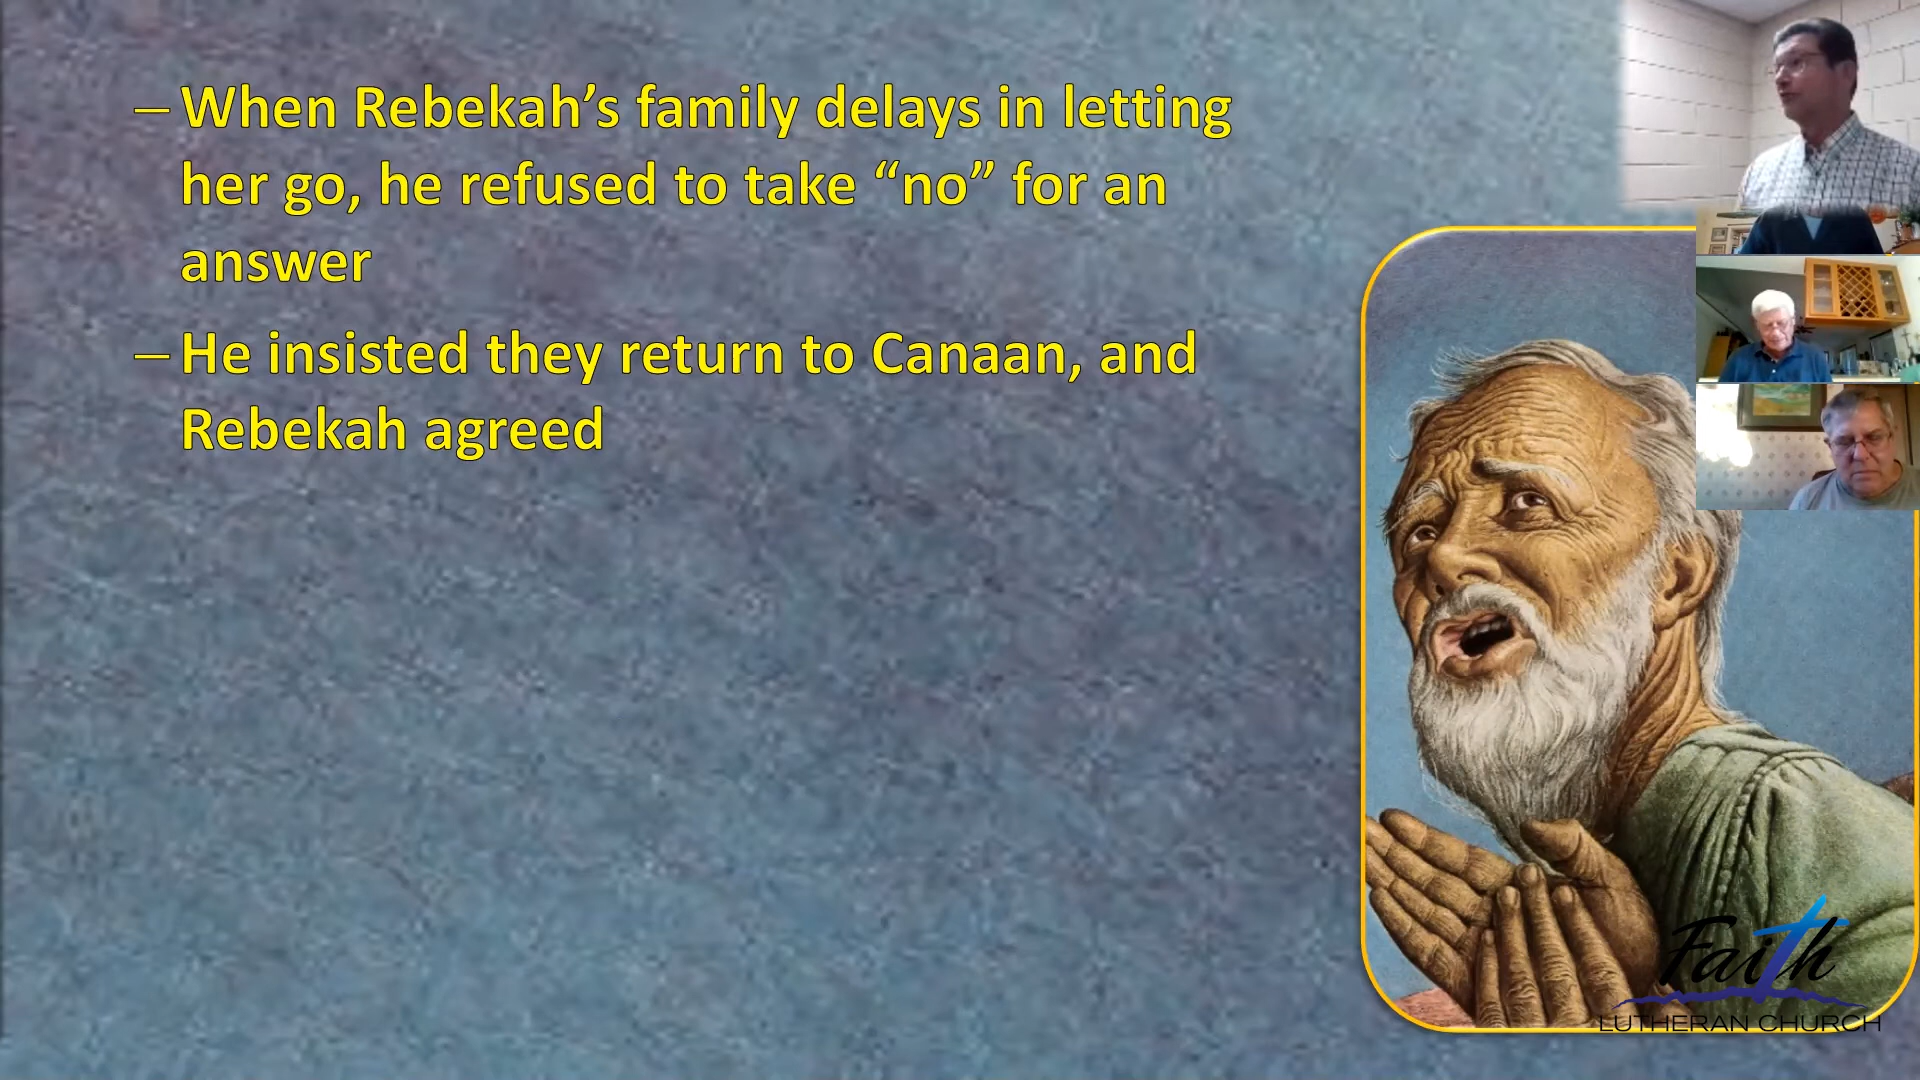 – When Rebekah’s family delays in letting
her go, he refused to take “no” for an
answer
– He insisted they return to Canaan, and
Rebekah agreed
Faith
LUTHERAN CHURCH